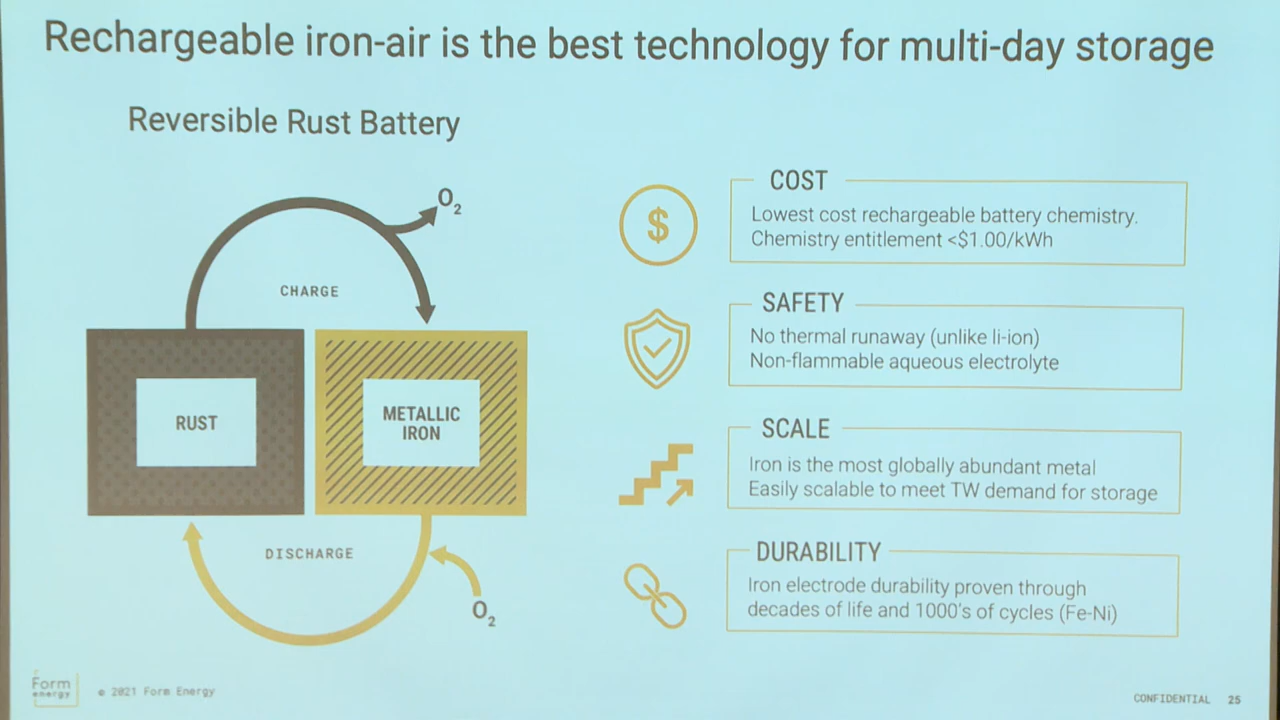 Rechargeable iron-air is the best technology for multi-day storage
Reversible Rust Battery
O2
CHARGE
RUST
METALLIC
IRON
DISCHARGE
O2
COST
$
Lowest cost rechargeable battery chemistry.
Chemistry entitlement <$1.00/kWh
SAFETY
No thermal runaway (unlike li-ion)
Non-flammable aqueous electrolyte
SCALE
Iron is the most globally abundant metal
Easily scalable to meet TW demand for storage
DURABILITY
Iron electrode durability proven through
decades of life and 1000's of cycles (Fe-Ni)
Form
energy
© 2021 Form Energy
CONFIDENTIAL 25